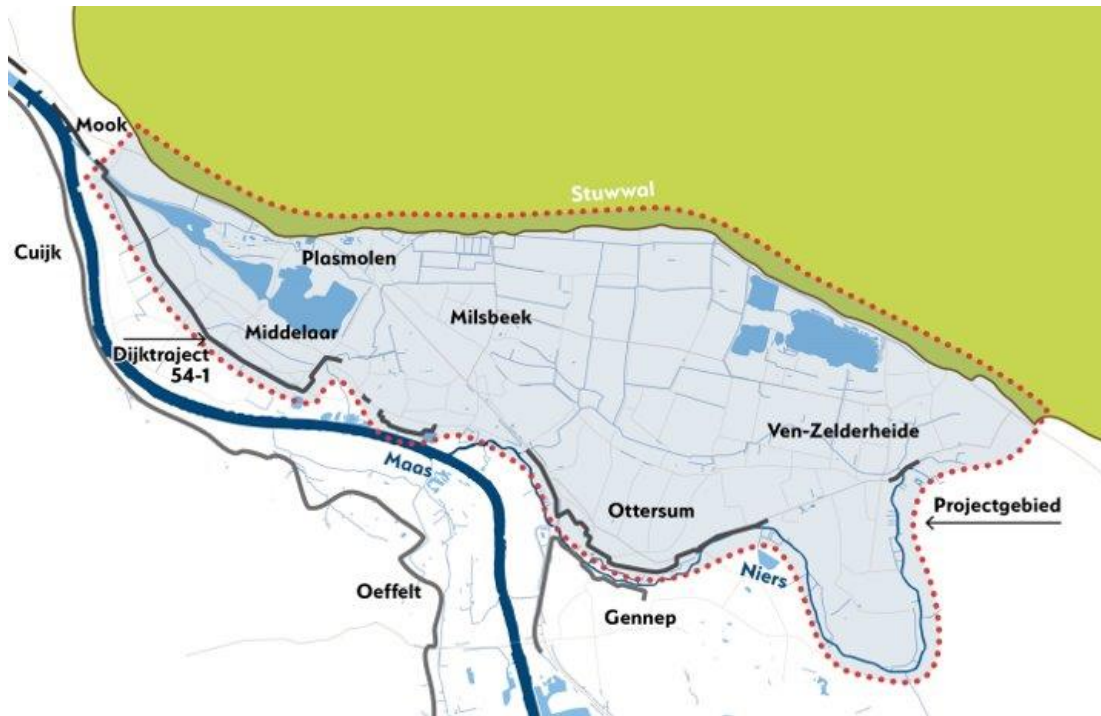 Mook
Stuwwal
Cuijk
Plasmolen
Milsbeek
Middelaar
Dijktraject
54-1
Ven-Zelderheide
Maas
Ottersum
Projectgebied
Niers
Oeffelt
Gennep